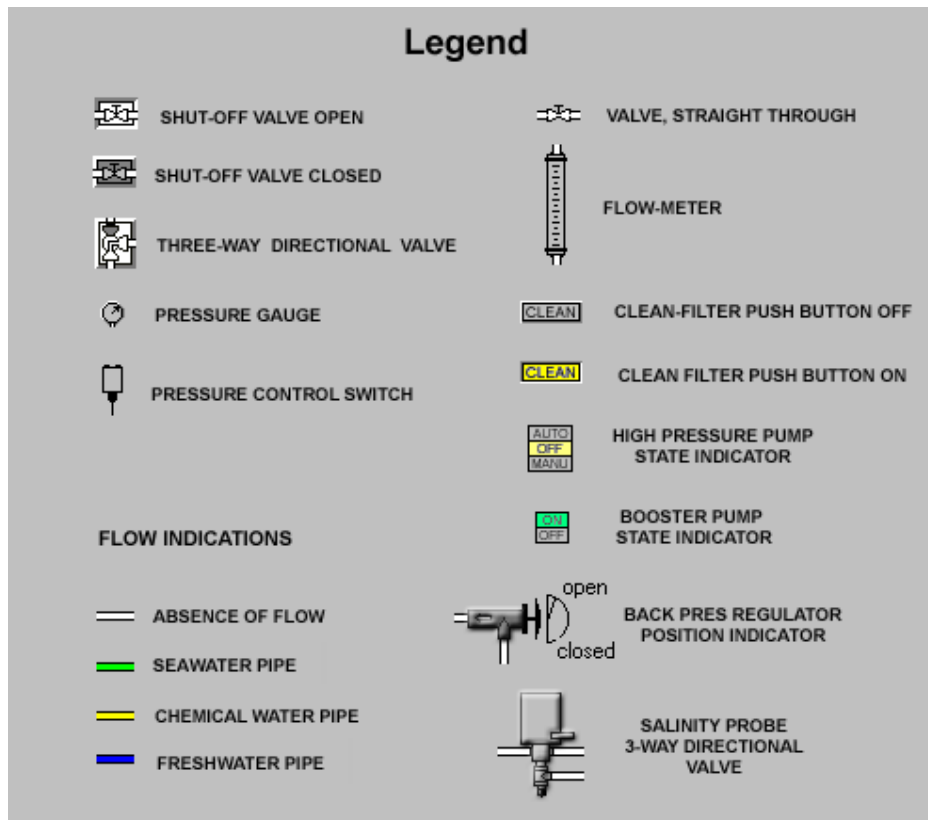 Legend
SHUT-OFF VALVE OPEN
SHUT-OFF VALVE CLOSED
THREE-WAY DIRECTIONAL VALVE
PRESSURE GAUGE
PRESSURE CONTROL SWITCH
FLOW INDICATIONS
ABSENCE OF FLOW
SEAWATER PIPE
CHEMICAL WATER PIPE
FRESHWATER PIPE
VALVE, STRAIGHT THROUGH
FLOW-METER
CLEAN
CLEAN-FILTER PUSH BUTTON OFF
CLEAN
CLEAN FILTER PUSH BUTTON ON
AUTO
OFF
MANU
HIGH PRESSURE PUMP
STATE INDICATOR
ON
OFF
BOOSTER PUMP
STATE INDICATOR
open
closed
BACK PRES REGULATOR
POSITION INDICATOR
SALINITY PROBE
3-WAY DIRECTIONAL
VALVE